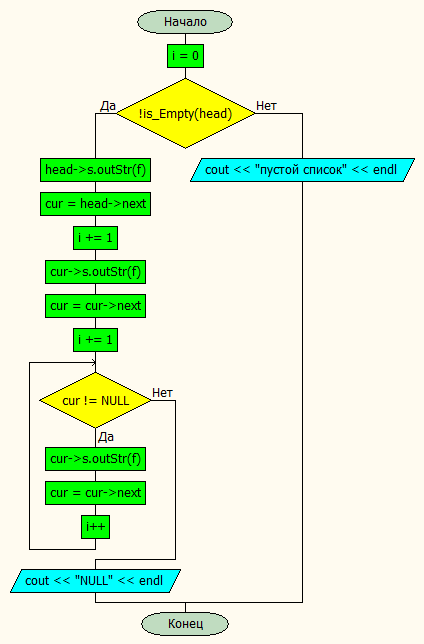 Начало
i = 0
!is_Empty(head)
Да
Нет
head->s.outStr(f)
cout << "пустой список" << endl
cur = head->next
i += 1
cur->s.outStr(f)
cur = cur->next
i += 1
cur != NULL
Нет
Да
cur->s.outStr(f)
cur = cur->next
i++
cout << "NULL" << endl
Конец